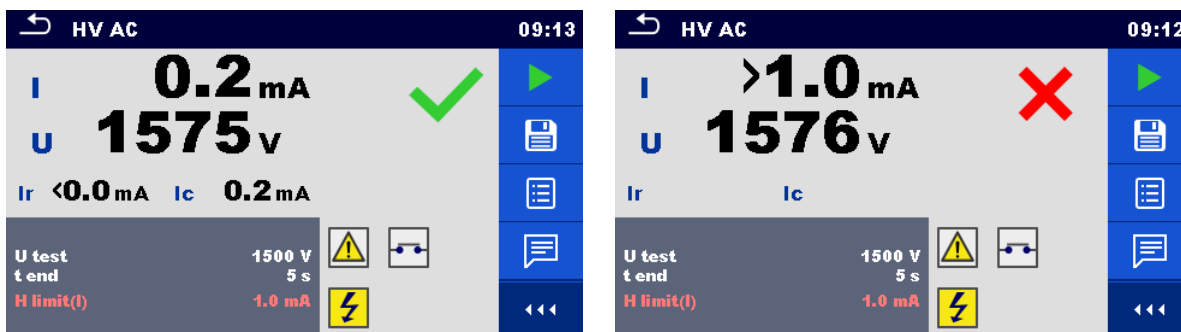 HV AC 09:13
I 0.2 mA
U 1575 V
Ir <0.0 mA Ic 0.2 mA
U test 1500 V
t end 5 s
H limit(I) 1.0 mA
HV AC 09:12
I >1.0 mA
U 1576 V
Ir Ic
U test 1500 V
t end 5 s
H limit(I) 1.0 mA